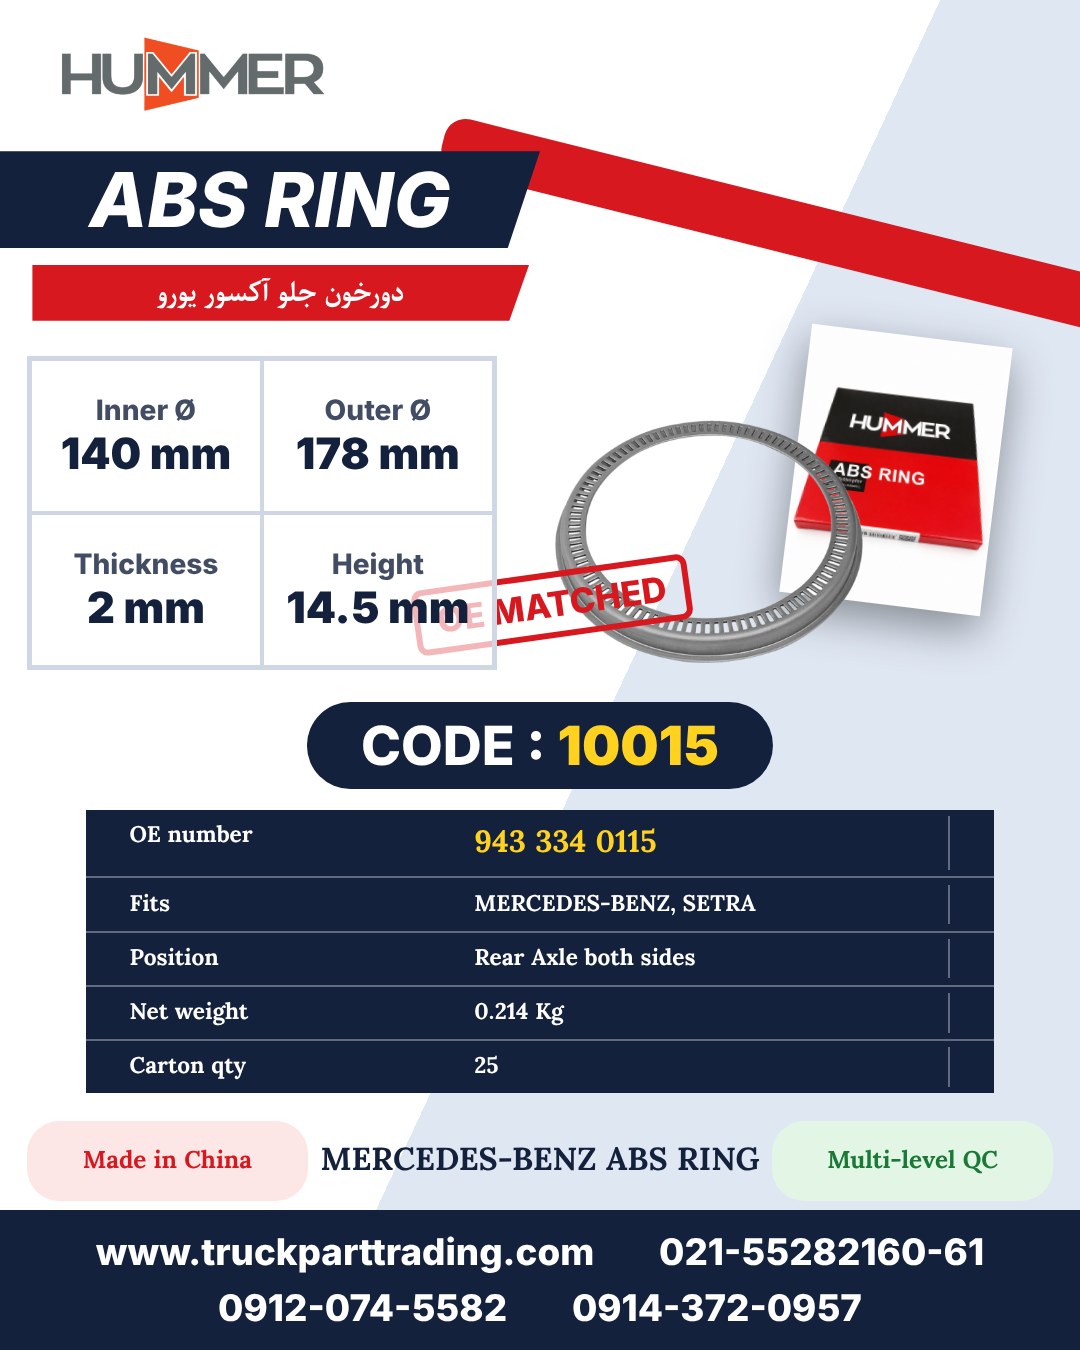 HUMMER
ABS RING
دورخون جلو آکسور یورو
Inner Ø
140 mm
Outer Ø
178 mm
Thickness
2 mm
Height
14.5 mm
OE MATCHED
HUMMER
ABS RING
CODE : 10015
OE number 943 334 0115
Fits MERCEDES-BENZ, SETRA
Position Rear Axle both sides
Net weight 0.214 Kg
Carton qty 25
Made in China
MERCEDES-BENZ ABS RING
Multi-level QC
www.truckparttrading.com 021-55282160-61
0912-074-5582 0914-372-0957